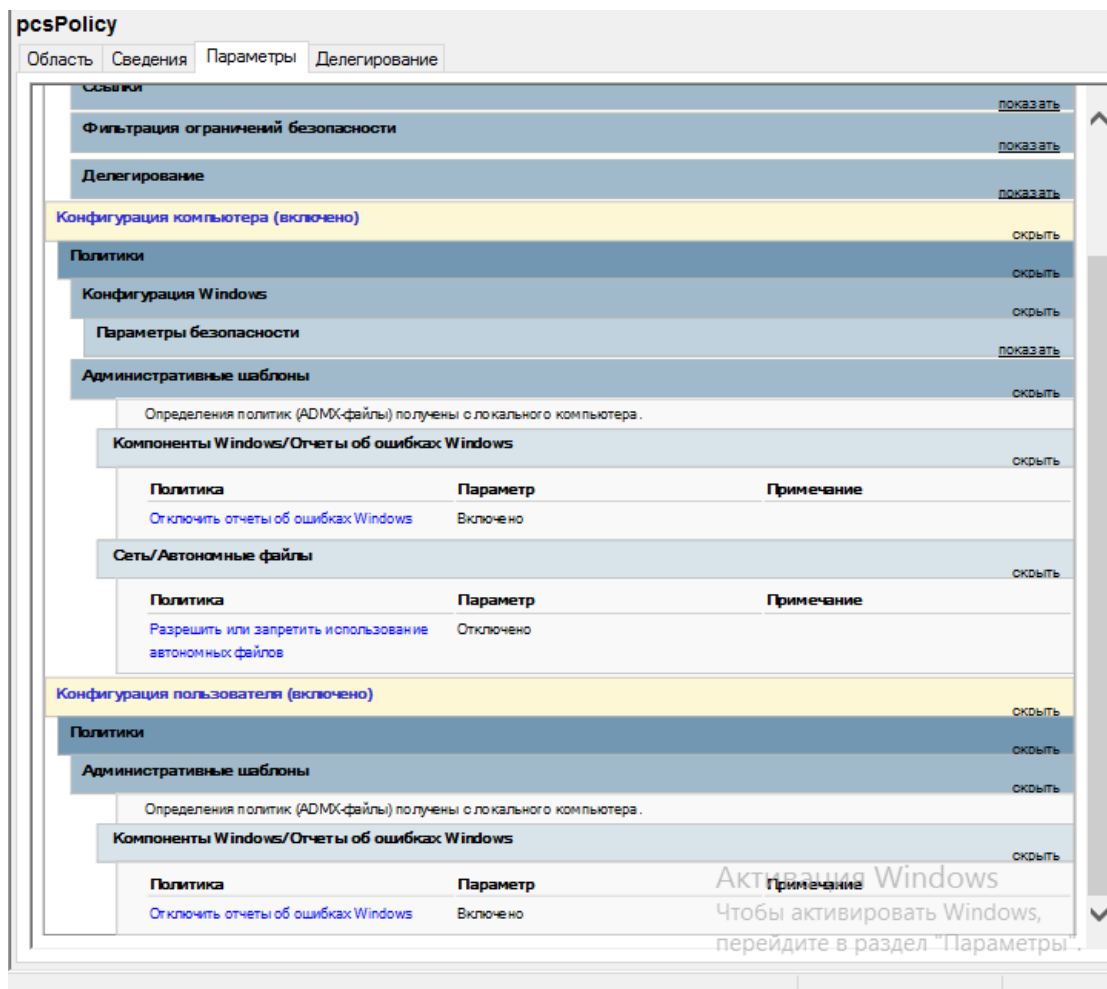 pcsPolicy
Область Сведения Параметры Делегирование
Ссылки
показать
Фильтрация ограничений безопасности
показать
Делегирование
показать
Конфигурация компьютера (включено)
скрыть
Политики
скрыть
Конфигурация Windows
скрыть
Параметры безопасности
показать
Административные шаблоны
скрыть
Определения политик (ADMX-файлы) получены с локального компьютера.
Компоненты Windows/Отчеты об ошибках Windows
скрыть
Политика Параметр Примечание
Отключить отчеты об ошибках Windows Включено
Сеть/Автономные файлы
скрыть
Политика Параметр Примечание
Разрешить или запретить использование Отключено
автономных файлов
Конфигурация пользователя (включено)
скрыть
Политики
скрыть
Административные шаблоны
скрыть
Определения политик (ADMX-файлы) получены с локального компьютера.
Компоненты Windows/Отчеты об ошибках Windows
скрыть
Политика Параметр Примечание
Отключить отчеты об ошибках Windows Включено
Активация Windows
Чтобы активировать Windows,
перейдите в раздел "Параметры".